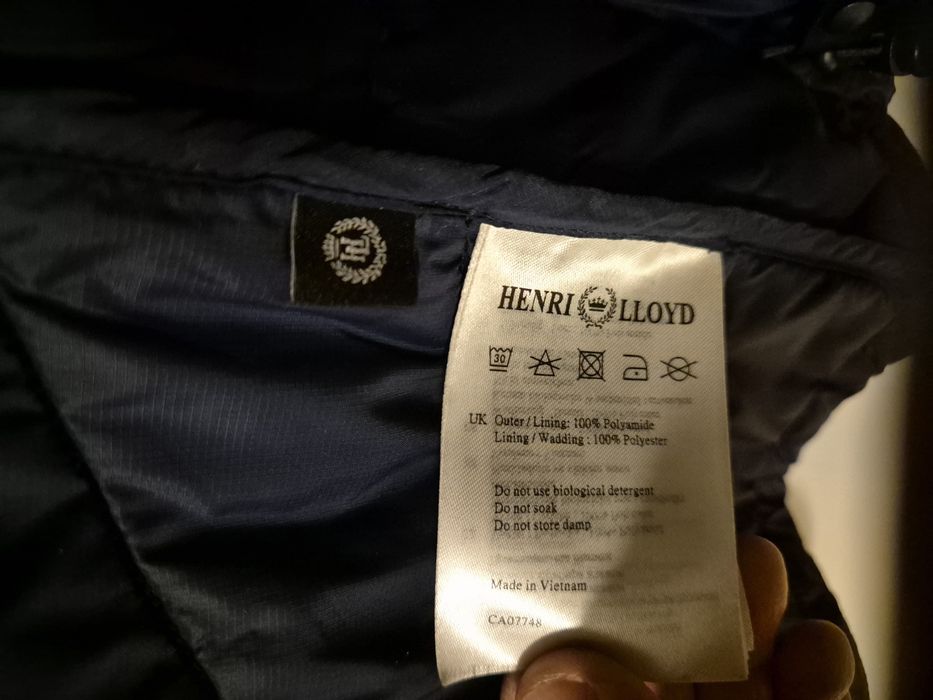 HL
HENRI LLOYD
30
UK Outer / Lining: 100% Polyamide
Lining / Wadding : 100% Polyester
Do not use biological detergent
Do not soak
Do not store damp
Made in Vietnam
CA07748